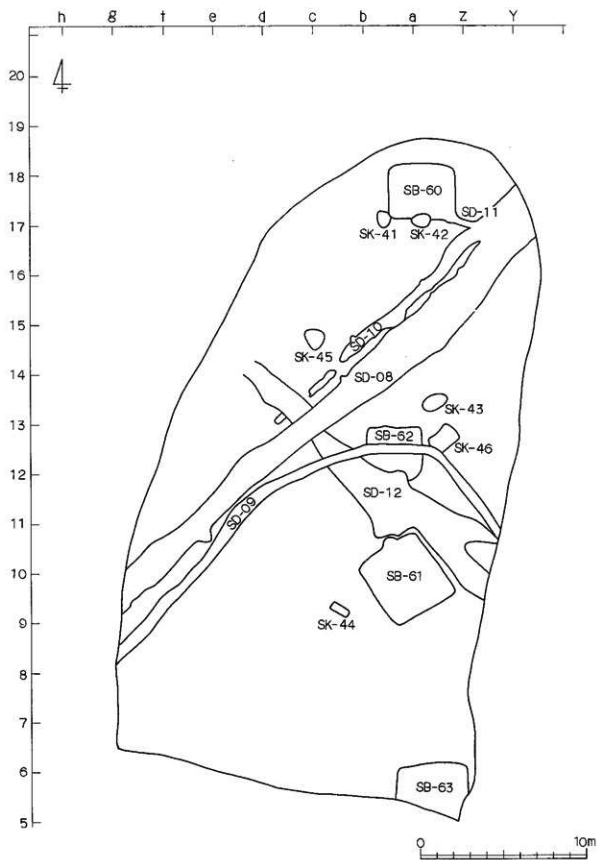 h g f e d c b a Z Y
20
19
18
SB-60
SD-11
17
SK-41 SK-42
16
15
SD-10
SK-45
14
SD-08
SK-43
13
SB-62
SK-46
12
SD-12
11
SD-09
10
SB-61
9
SK-44
8
7
6
SB-63
5
0 10m